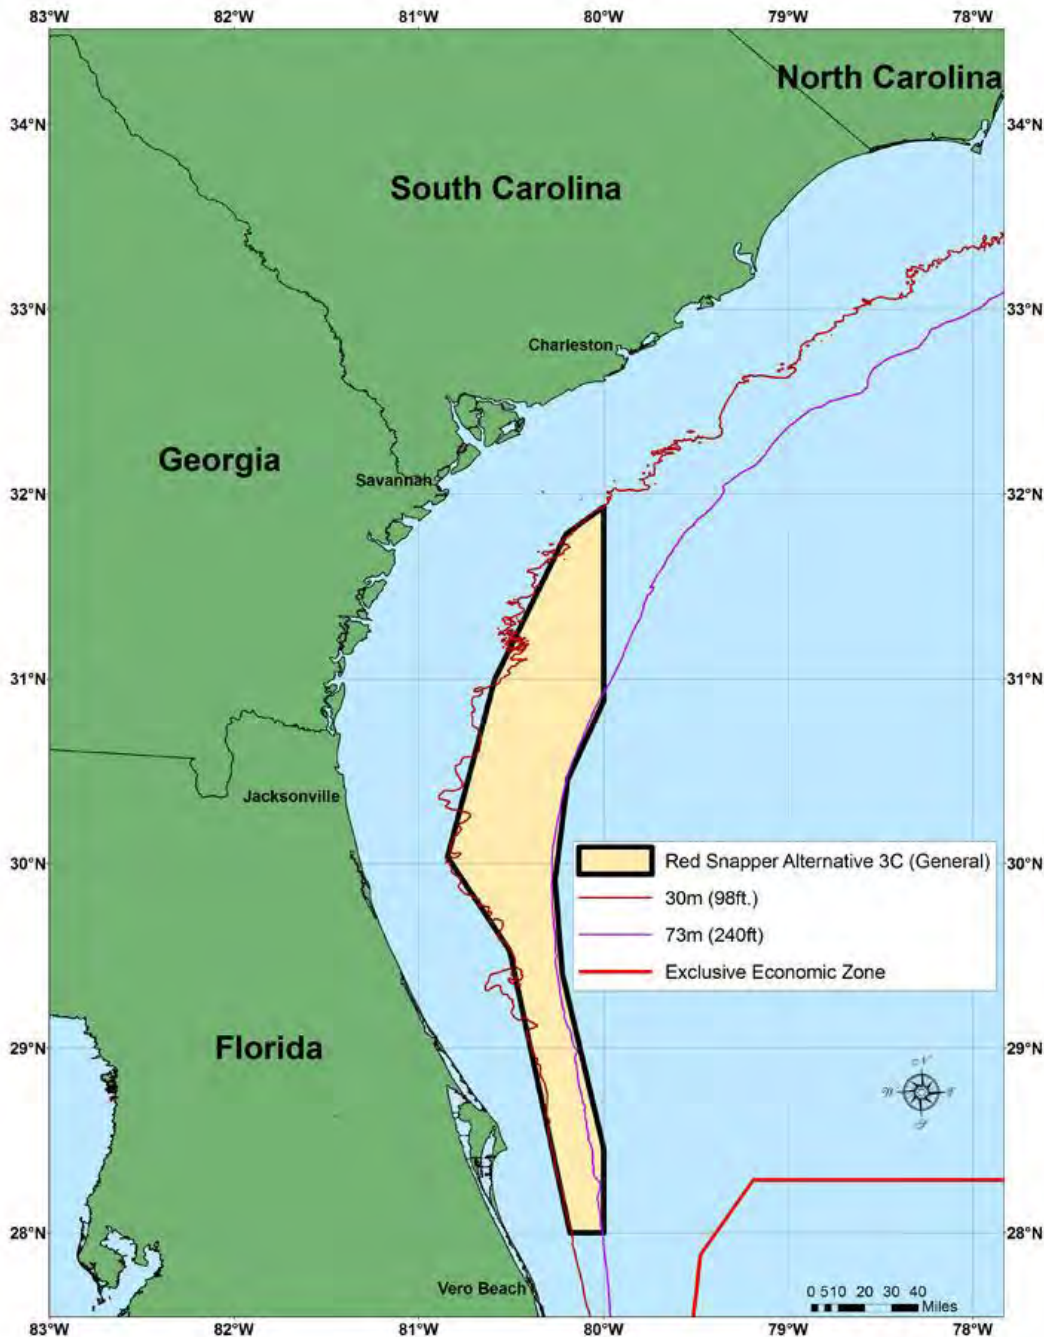 83°W 82°W 81°W 80°W 79°W 78°W
North Carolina
34°N 34°N
South Carolina
33°N 33°N
Charleston
Georgia
Savannah
32°N 32°N
31°N 31°N
Jacksonville
30°N 30°N
Red Snapper Alternative 3C (General)
30m (98ft.)
73m (240ft)
Exclusive Economic Zone
Florida
29°N 29°N
N
28°N 28°N
Vero Beach
0 5 10 20 30 40
Miles
83°W 82°W 81°W 80°W 79°W 78°W